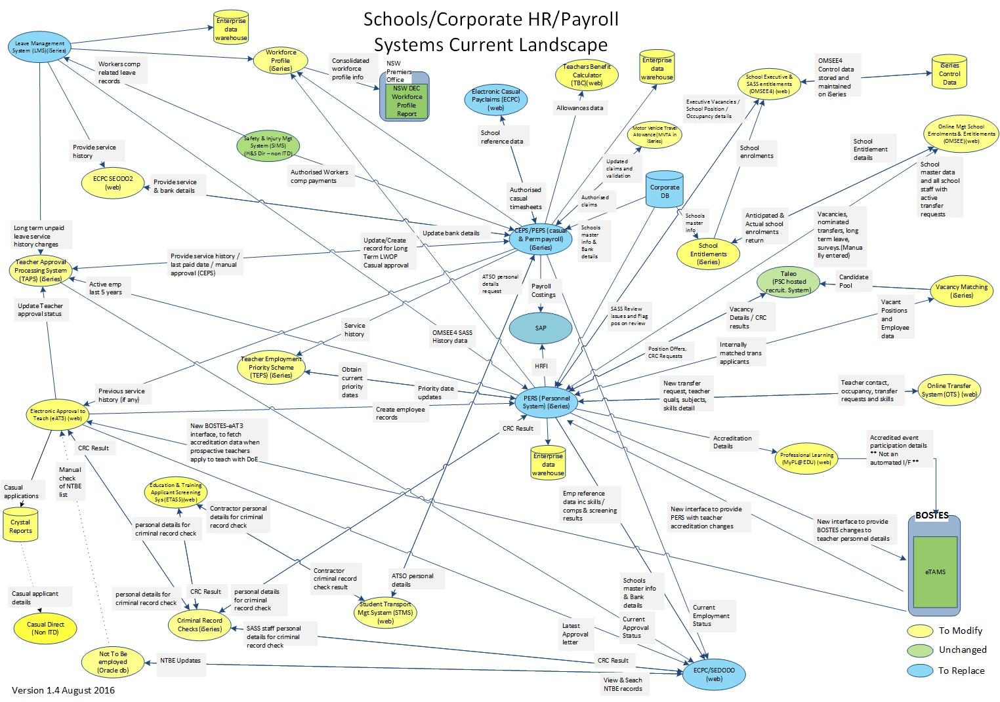 Schools/Corporate HR/Payroll
Systems Current Landscape
Enterprise
data
warehouse
Leave Management
System (LMS)(iSeries)
Workforce
Profile
(iSeries)
Consolidated
workforce
profile info
NSW
Premiers
Office
NSW DEC
Workforce
Profile
Report
Workers comp
related leave
records
Electronic Casual
Payclaims (ECPC)
(web)
Teachers Benefit
Calculator
(TBC)(web)
Enterprise
data
warehouse
School Executive &
SASS entitlements
(OMSEE4) (web)
OMSEE4
Control data
stored and
maintained
on iSeries
iSeries
Control
Data
Allowances data
Executive Vacancies /
School Position /
Occupancy details
School
reference data
Motor Vehicle Travel
Allowance (MVTA in
iSeries)
Online Mgt School
Enrolments & Entitlements
(OMSEE)(web)
Safety & Injury Mgt
System (SIMS)
(H&S Dir – non ITD)
Provide service
history
School
enrolments
School
Entitlement
details
Updated
claims and
validation
School
master data
and all school
staff with
active
transfer
requests
Authorised Workers
comp payments
ECPC SEODO2
(web)
Provide service
& bank details
Corporate
DB
Authorised
casual
timesheets
Authorised
claims
Schools
master
info
Anticipated &
Actual school
enrolments
return
Vacancies,
nominated
transfers, long
term leave,
surveys.(Manua
lly entered)
Long term unpaid
leave service
history changes
Update bank details
CEPS/PEPS (casual
& Perm payroll)
(iSeries)
Schools
master
info &
Bank
details
Update/Create
record for Long
Term LWOP
Casual approval
School
Entitlements
(iSeries)
Provide service history /
last paid date / manual
approval (CEPS)
Teacher Approval
Processing System
(TAPS) (iSeries)
Active emp
last 5 years
ATSO personal
details
request
Payroll
Costings
Taleo
(PSC hosted
recruit. System)
Candidate
Pool
Vacancy Matching
(iSeries)
Update Teacher
approval status
SASS Review
issues and Flag
pos on review
Vacancy
Details / CRC
results
Vacant
Positions
and
Employee
data
Service
history
OMSEE4 SASS
History data
SAP
Position Offers,
CRC Requests
Internally
matched trans
applicants
Teacher Employment
Priority Scheme
(TEPS) (iSeries)
HRFI
Obtain
current
priority
dates
Priority date
updates
New transfer
request, teacher
quals, subjects,
skills detail
Teacher contact,
occupancy, transfer
requests and skills
Online Transfer
System (OTS) (web)
Previous service
history (if any)
PERS (Personnel
System) (iSeries)
Electronic Approval to
Teach (eAT3) (web)
Create employee
records
New BOSTES-eAT3
interface, to fetch
accreditation data when
prospective teachers
apply to teach with DoE
CRC Result
CRC Result
Accreditation
Details
Accredited event
participation details
** Not an
automated I/F **
Professional Learning
(MyPL@EDU) (web)
Enterprise
data
warehouse
Manual
check
of NTBE
list
Casual
applications
Education & Training
Applicant Screening
Sys (ETASS)(web)
Contractor personal
details for criminal
record check
Emp reference
data inc skills /
comps & screening
results
New interface to provide
PERS with teacher
accreditation changes
New interface to provide
BOSTES changes to
teacher personnel details
BOSTES
eTAMS
Crystal
Reports
personal details for
criminal record check
Contractor
criminal record
check result
ATSO personal
details
Schools
master info
& Bank
details
Casual applicant
details
personal details for
criminal record check
CRC Result
personal details
for criminal
record check
Student Transport
Mgt System (STMS)
(web)
Current
Employment
Status
Casual Direct
(Non ITD)
Criminal Record
Checks (iSeries)
SASS staff personal
details for criminal
record check
Latest
Approval
letter
Current
Approval
Status
To Modify
Unchanged
To Replace
Not To Be
employed
(Oracle db)
NTBE Updates
CRC Result
View & Seach
NTBE records
ECPC/SEDODO
(web)
Version 1.4 August 2016